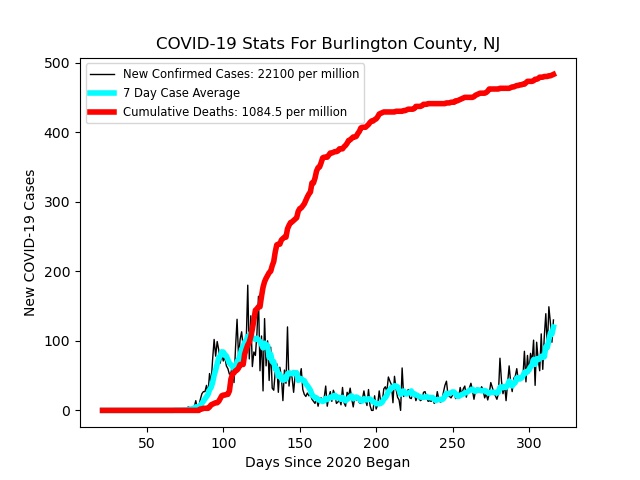 COVID-19 Stats For Burlington County, NJ
New Confirmed Cases: 22100 per million
7 Day Case Average
Cumulative Deaths: 1084.5 per million
500
400
300
200
100
0
New COVID-19 Cases
50 100 150 200 250 300
Days Since 2020 Began